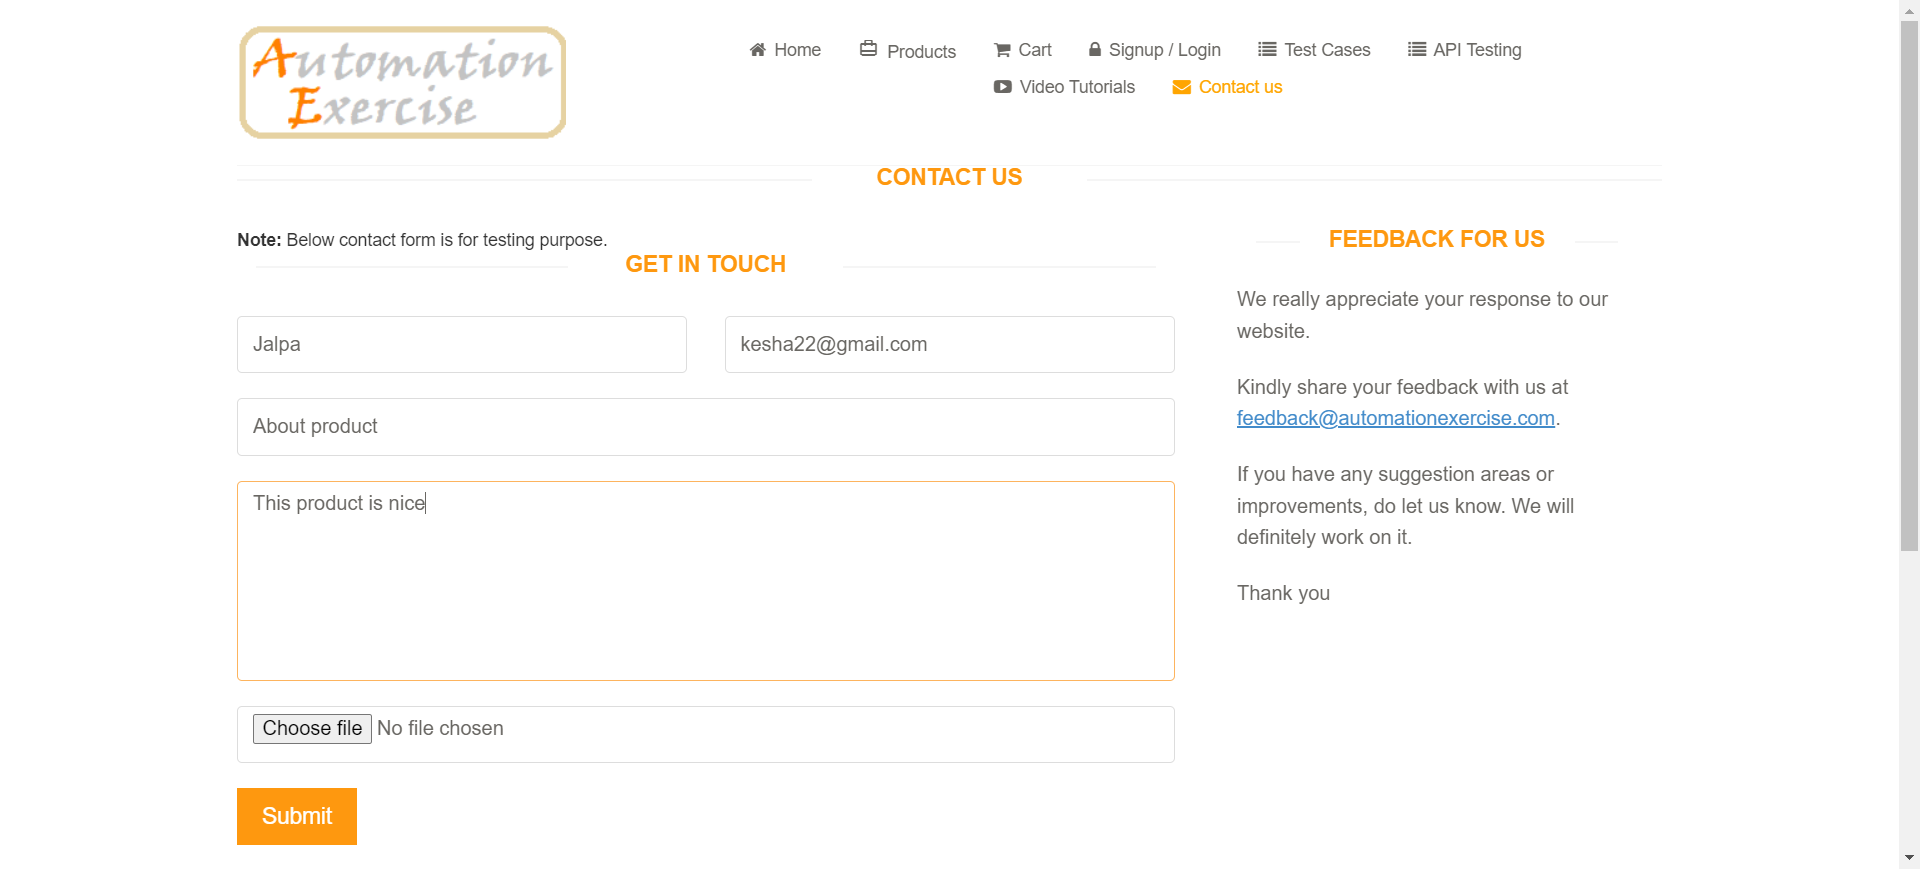 Automation
Exercise
Home
Products
Cart
Signup / Login
Test Cases
API Testing
Video Tutorials
Contact us
CONTACT US
Note: Below contact form is for testing purpose.
GET IN TOUCH
Jalpa
kesha22@gmail.com
About product
This product is nice
Choose file No file chosen
Submit
FEEDBACK FOR US
We really appreciate your response to our
website.
Kindly share your feedback with us at
feedback@automationexercise.com.
If you have any suggestion areas or
improvements, do let us know. We will
definitely work on it.
Thank you